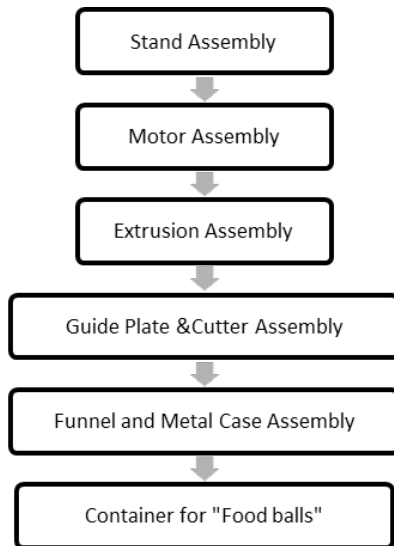 Stand Assembly
Motor Assembly
Extrusion Assembly
Guide Plate &Cutter Assembly
Funnel and Metal Case Assembly
Container for "Food balls"